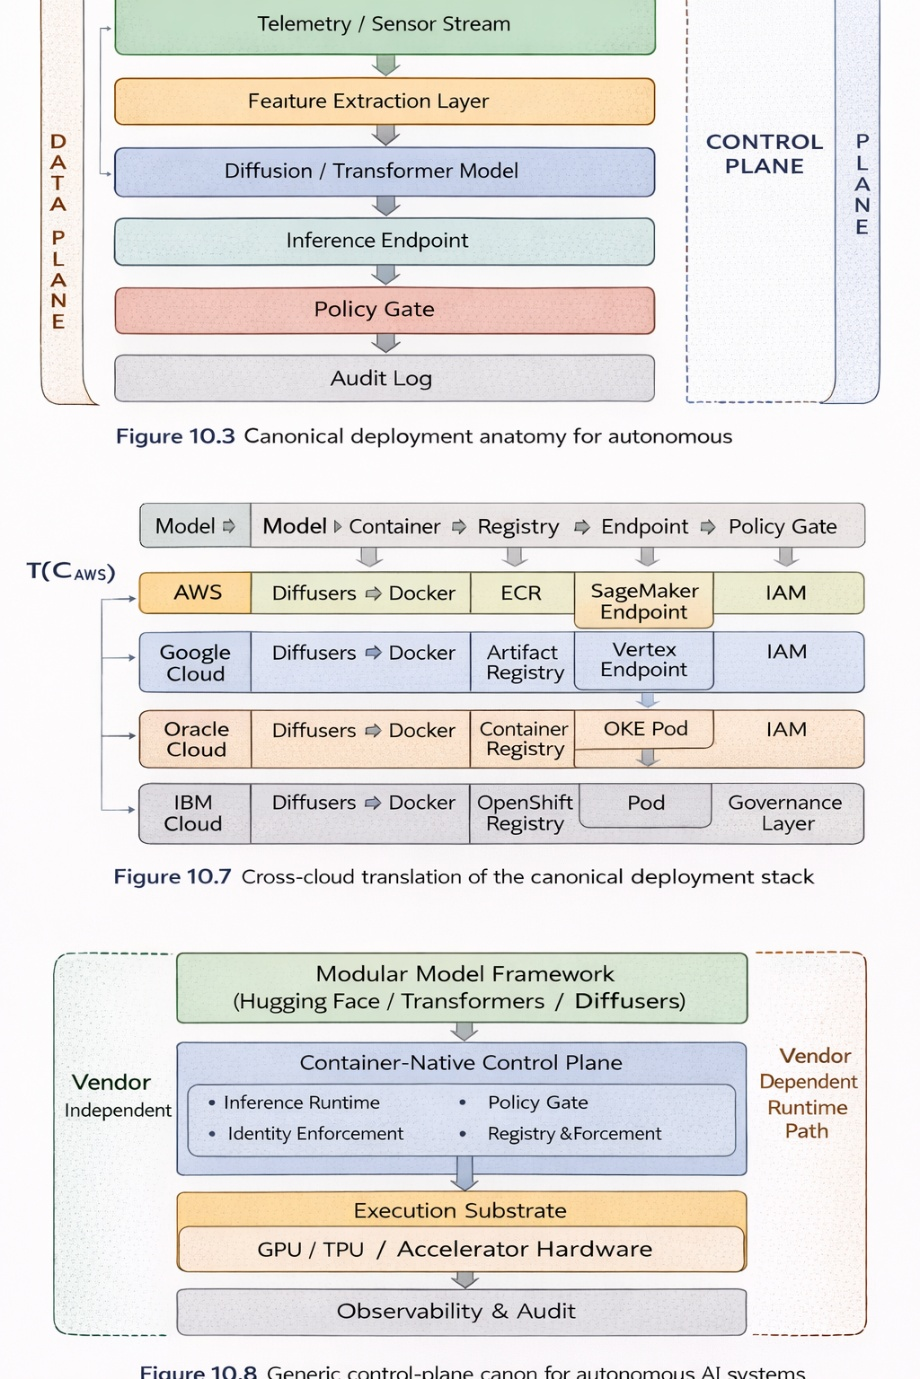 Telemetry / Sensor Stream
Feaıture Extraction Layer
Diffusion / Transformer Model
Inference Endpoint
Policy Gate
Audit Log
DATA PLANE
CONTROL
PLANE
PLANE
Figure 10.3 Canonical deployment anatomy for autonomous
Model ⇒ Model ▷ Container ⇒ Registry ⇒ Endpoint ⇒ Policy Gate
T(CAWS)
AWS Diffusers ⇒ Docker ECR SageMaker Endpoint IAM
Google Cloud Diffusers ⇒ Docker Artifact Registry Vertex Endpoint IAM
Oracle Cloud Diffusers ⇒ Docker Container Registry OKE Pod IAM
IBM Cloud Diffusers ⇒ Docker OpenShift Registry Pod Governance Layer
Figure 10.7 Cross-cloud translation of the canonical deployment stack
Modular Model Framework
(Hugging Face / Transformers / Diffusers)
Container-Native Control Plane
• Inference Runtime • Policy Gate
• Identity Enforcement • Registry &Forcement
Vendor
Independent
Vendor
Dependent
Runtime
Path
Execution Substrate
GPU / TPU / Accelerator Hardware
Observability & Audit
Figure 10.8 Generic control-plane canon for autonomous AI systems